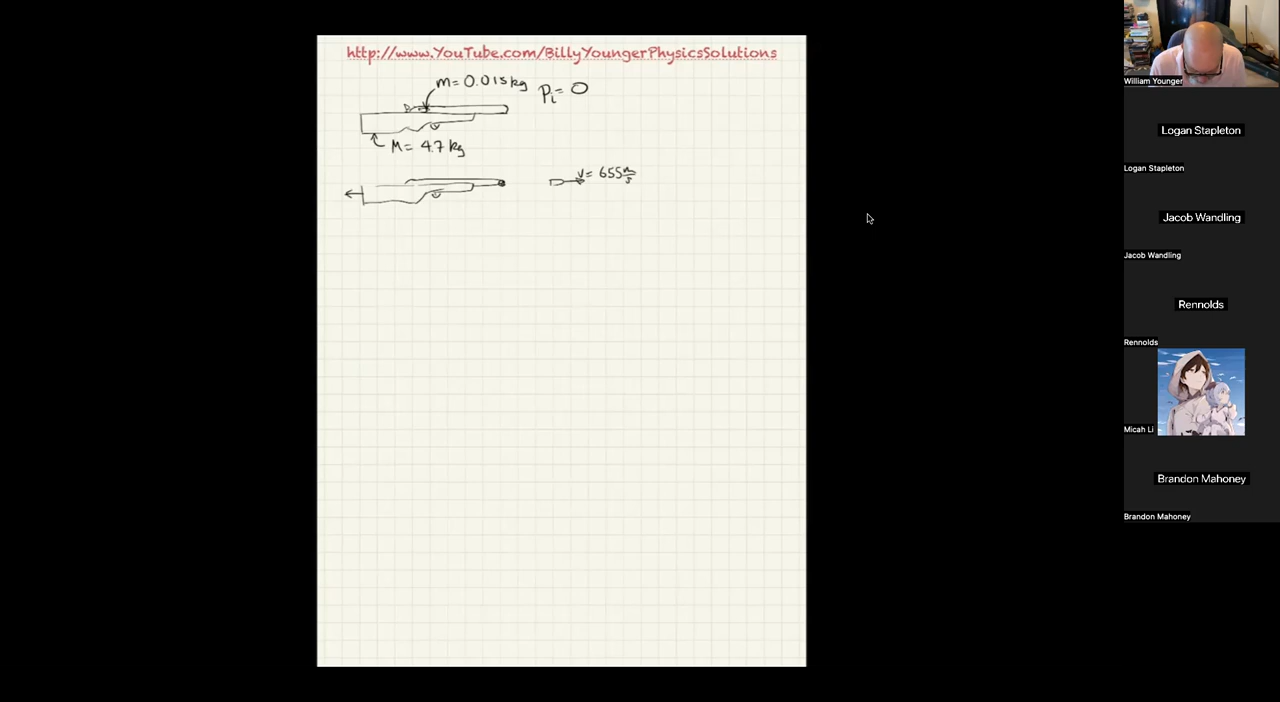 http://www.YouTube.com/BillyYoungerPhysicsSolutions
m= 0.015 kg
Pi= 0
M= 4.7 kg
v= 655 m/s
William Younger
Logan Stapleton
Logan Stapleton
Jacob Wandling
Jacob Wandling
Rennolds
Rennolds
Micah Li
Brandon Mahoney
Brandon Mahoney